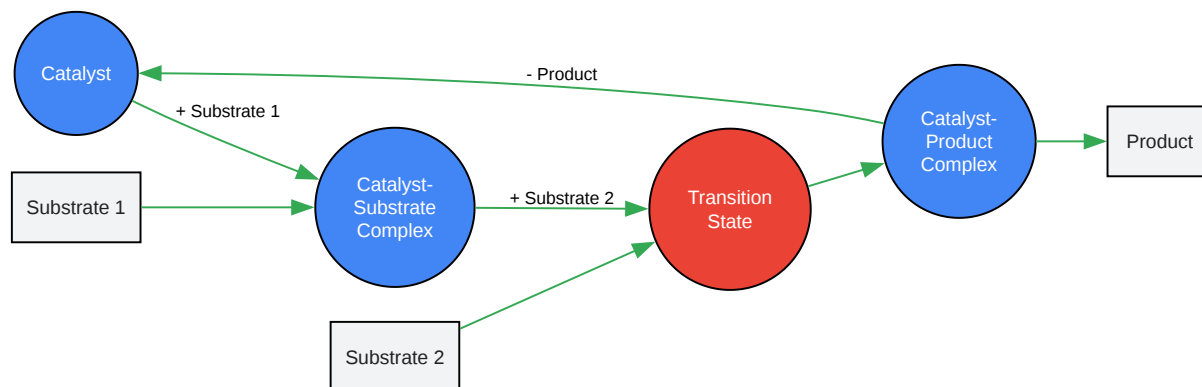 Catalyst
- Product
+ Substrate 1
Catalyst-
Product
Complex
Product
Substrate 1
Catalyst-
Substrate
Complex
+ Substrate 2
Transition
State
Substrate 2